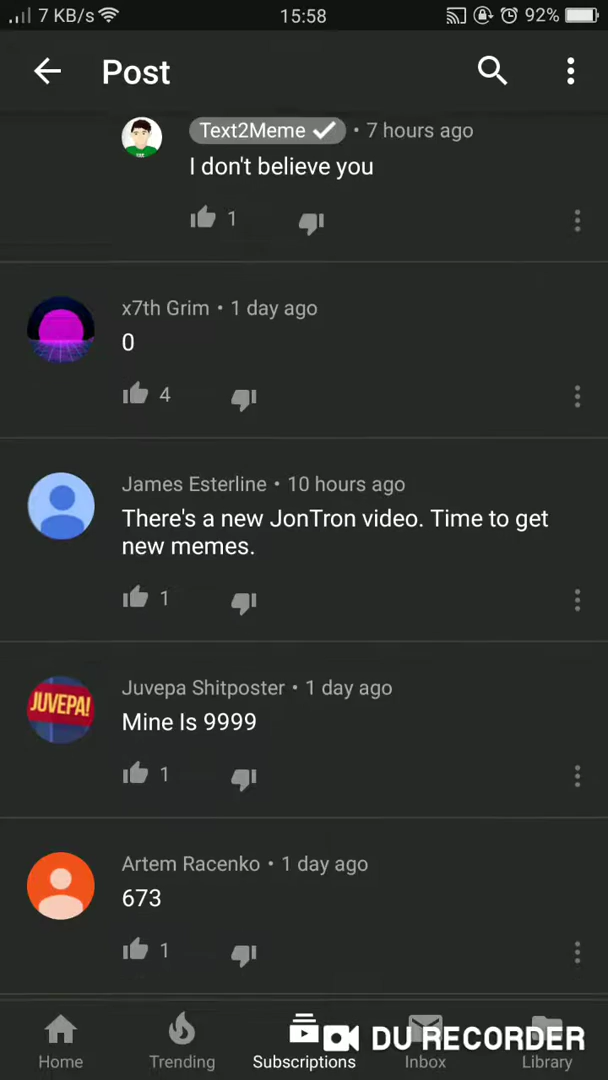 7 KB/s 15:58 92%
Post
Text2Meme • 7 hours ago
I don't believe you
1
x7th Grim • 1 day ago
0
4
James Esterline • 10 hours ago
There's a new JonTron video. Time to get
new memes.
1
JUVEPA!
Juvepa Shitposter • 1 day ago
Mine Is 9999
1
Artem Racenko • 1 day ago
673
1
DU RECORDER
Home Trending Subscriptions Inbox Library